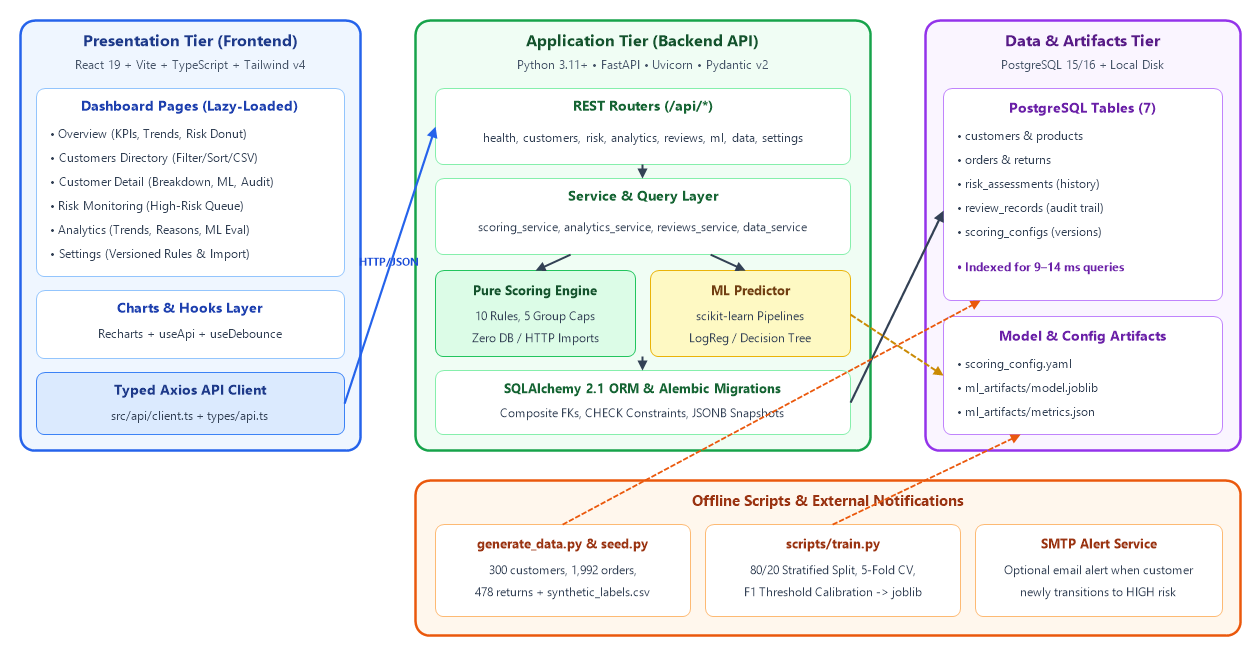 Presentation Tier (Frontend)
React 19 + Vite + TypeScript + Tailwind v4
Dashboard Pages (Lazy-Loaded)
• Overview (KPIs, Trends, Risk Donut)
• Customers Directory (Filter/Sort/CSV)
• Customer Detail (Breakdown, ML, Audit)
• Risk Monitoring (High-Risk Queue)
• Analytics (Trends, Reasons, ML Eval)
• Settings (Versioned Rules & Import)
Charts & Hooks Layer
Recharts + useApi + useDebounce
Typed Axios API Client
src/api/client.ts + types/api.ts
HTTP/JSON
Application Tier (Backend API)
Python 3.11+ • FastAPI • Uvicorn • Pydantic v2
REST Routers (/api/*)
health, customers, risk, analytics, reviews, ml, data, settings
Service & Query Layer
scoring_service, analytics_service, reviews_service, data_service
Pure Scoring Engine
10 Rules, 5 Group Caps
Zero DB / HTTP Imports
ML Predictor
scikit-learn Pipelines
LogReg / Decision Tree
SQLAlchemy 2.1 ORM & Alembic Migrations
Composite FKs, CHECK Constraints, JSONB Snapshots
Data & Artifacts Tier
PostgreSQL 15/16 + Local Disk
PostgreSQL Tables (7)
• customers & products
• orders & returns
• risk_assessments (history)
• review_records (audit trail)
• scoring_configs (versions)
• Indexed for 9–14 ms queries
Model & Config Artifacts
• scoring_config.yaml
• ml_artifacts/model.joblib
• ml_artifacts/metrics.json
Offline Scripts & External Notifications
generate_data.py & seed.py
300 customers, 1,992 orders,
478 returns + synthetic_labels.csv
scripts/train.py
80/20 Stratified Split, 5-Fold CV,
F1 Threshold Calibration -> joblib
SMTP Alert Service
Optional email alert when customer
newly transitions to HIGH risk